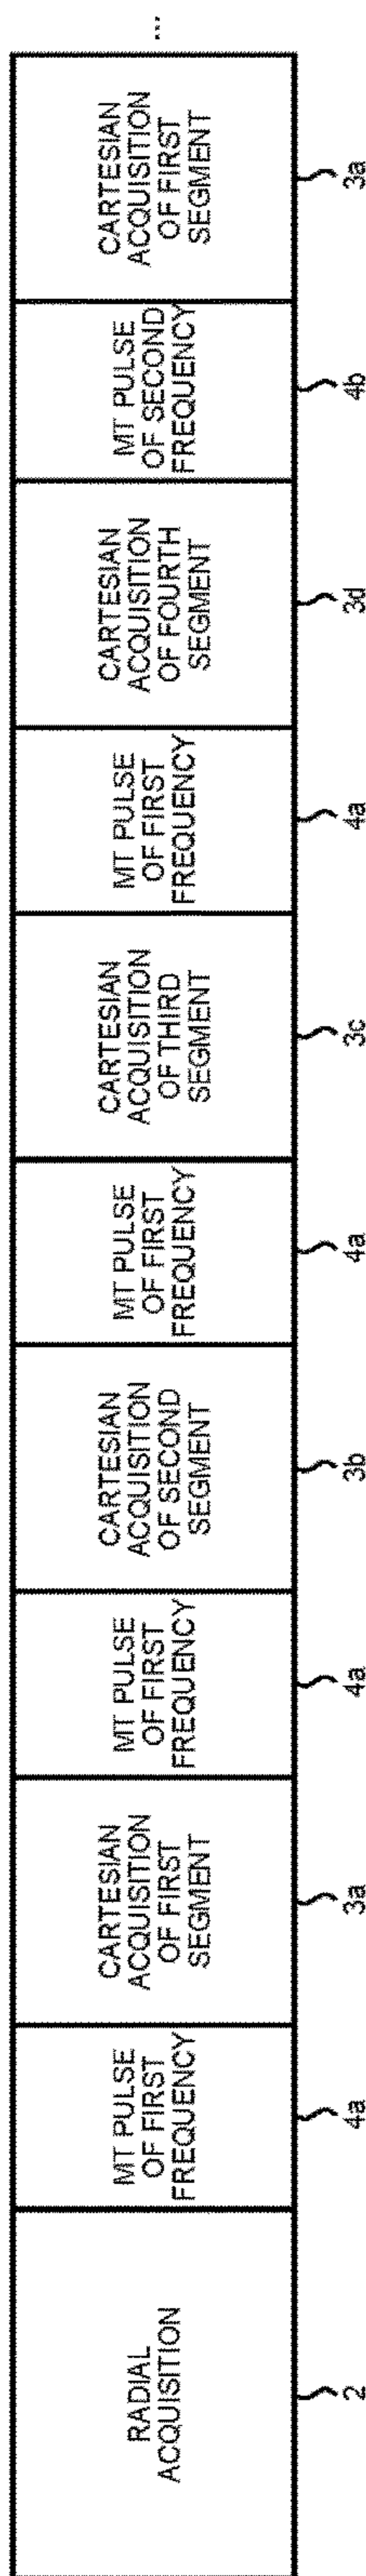 RADIAL
ACQUISITION
2
MT PULSE
OF FIRST
FREQUENCY
4a
CARTESIAN
ACQUISITION
OF FIRST
SEGMENT
3a
MT PULSE
OF FIRST
FREQUENCY
4a
CARTESIAN
ACQUISITION
OF SECOND
SEGMENT
3b
MT PULSE
OF FIRST
FREQUENCY
4a
CARTESIAN
ACQUISITION
OF THIRD
SEGMENT
3c
MT PULSE
OF FIRST
FREQUENCY
4a
CARTESIAN
ACQUISITION
OF FOURTH
SEGMENT
3d
MT PULSE
OF SECOND
FREQUENCY
4b
CARTESIAN
ACQUISITION
OF FIRST
SEGMENT
3a
...